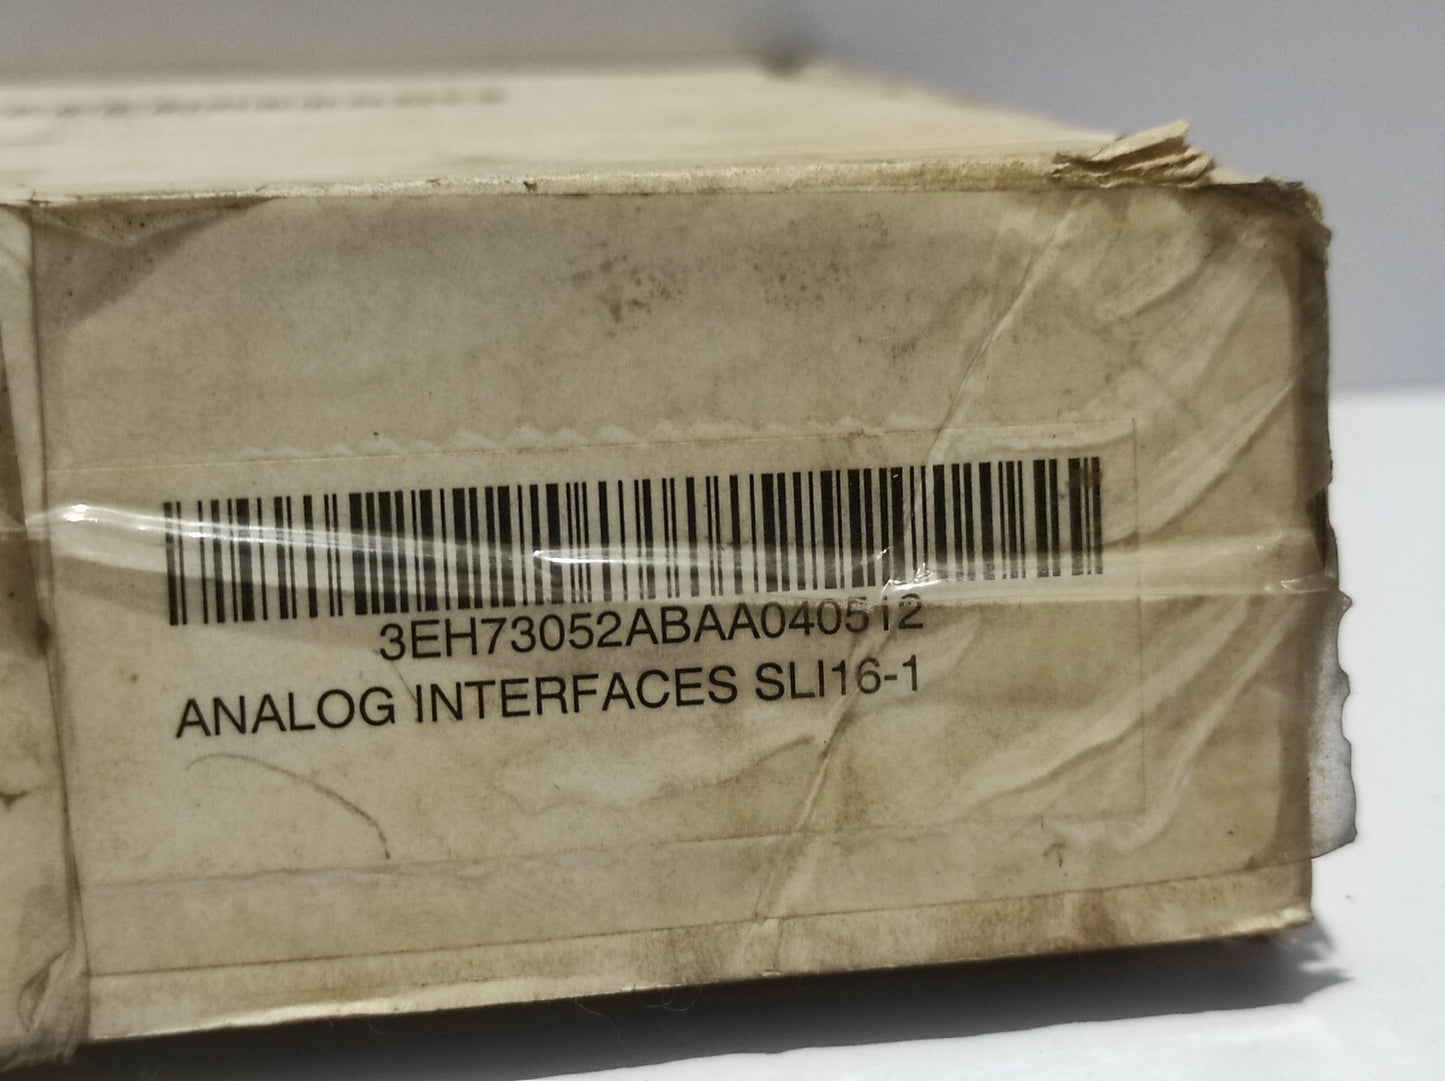 3EH73052ABAA040512
ANALOG INTERFACES SLI16-1